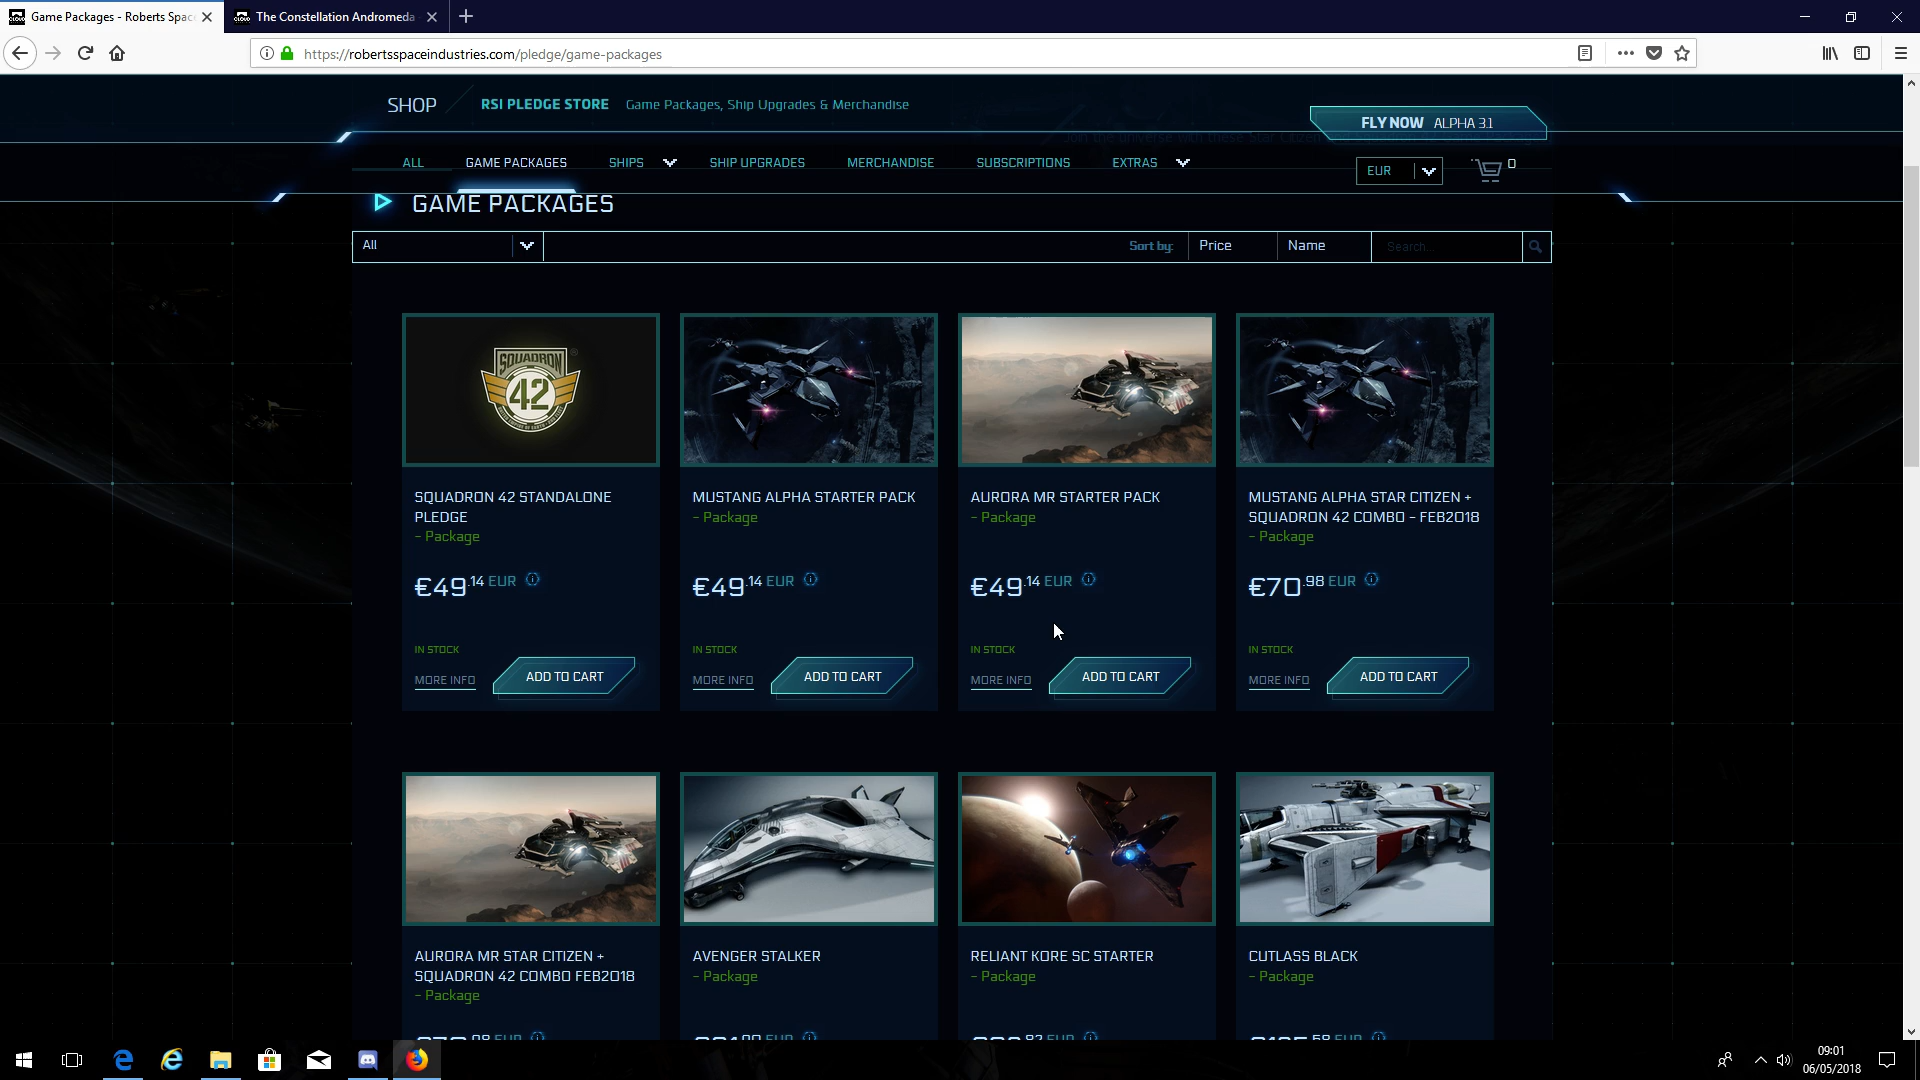 Game Packages - Roberts Spac
The Constellation Andromeda
https://robertsspaceindustries.com/pledge/game-packages
SHOP
RSI PLEDGE STORE
Game Packages, Ship Upgrades & Merchandise
FLY NOW ALPHA 3.1
ALL
GAME PACKAGES
SHIPS
SHIP UPGRADES
MERCHANDISE
SUBSCRIPTIONS
EXTRAS
EUR
0
GAME PACKAGES
All
Sort by:
Price
Name
Search...
SQUADRON 42
SQUADRON 42 STANDALONE
PLEDGE
- Package
€49.14 EUR
IN STOCK
MORE INFO
ADD TO CART
MUSTANG ALPHA STARTER PACK
- Package
€49.14 EUR
IN STOCK
MORE INFO
ADD TO CART
AURORA MR STARTER PACK
- Package
€49.14 EUR
IN STOCK
MORE INFO
ADD TO CART
MUSTANG ALPHA STAR CITIZEN +
SQUADRON 42 COMBO - FEB2018
- Package
€70.98 EUR
IN STOCK
MORE INFO
ADD TO CART
AURORA MR STAR CITIZEN +
SQUADRON 42 COMBO FEB2018
- Package
AVENGER STALKER
- Package
RELIANT KORE SC STARTER
- Package
CUTLASS BLACK
- Package
09:01
06/05/2018